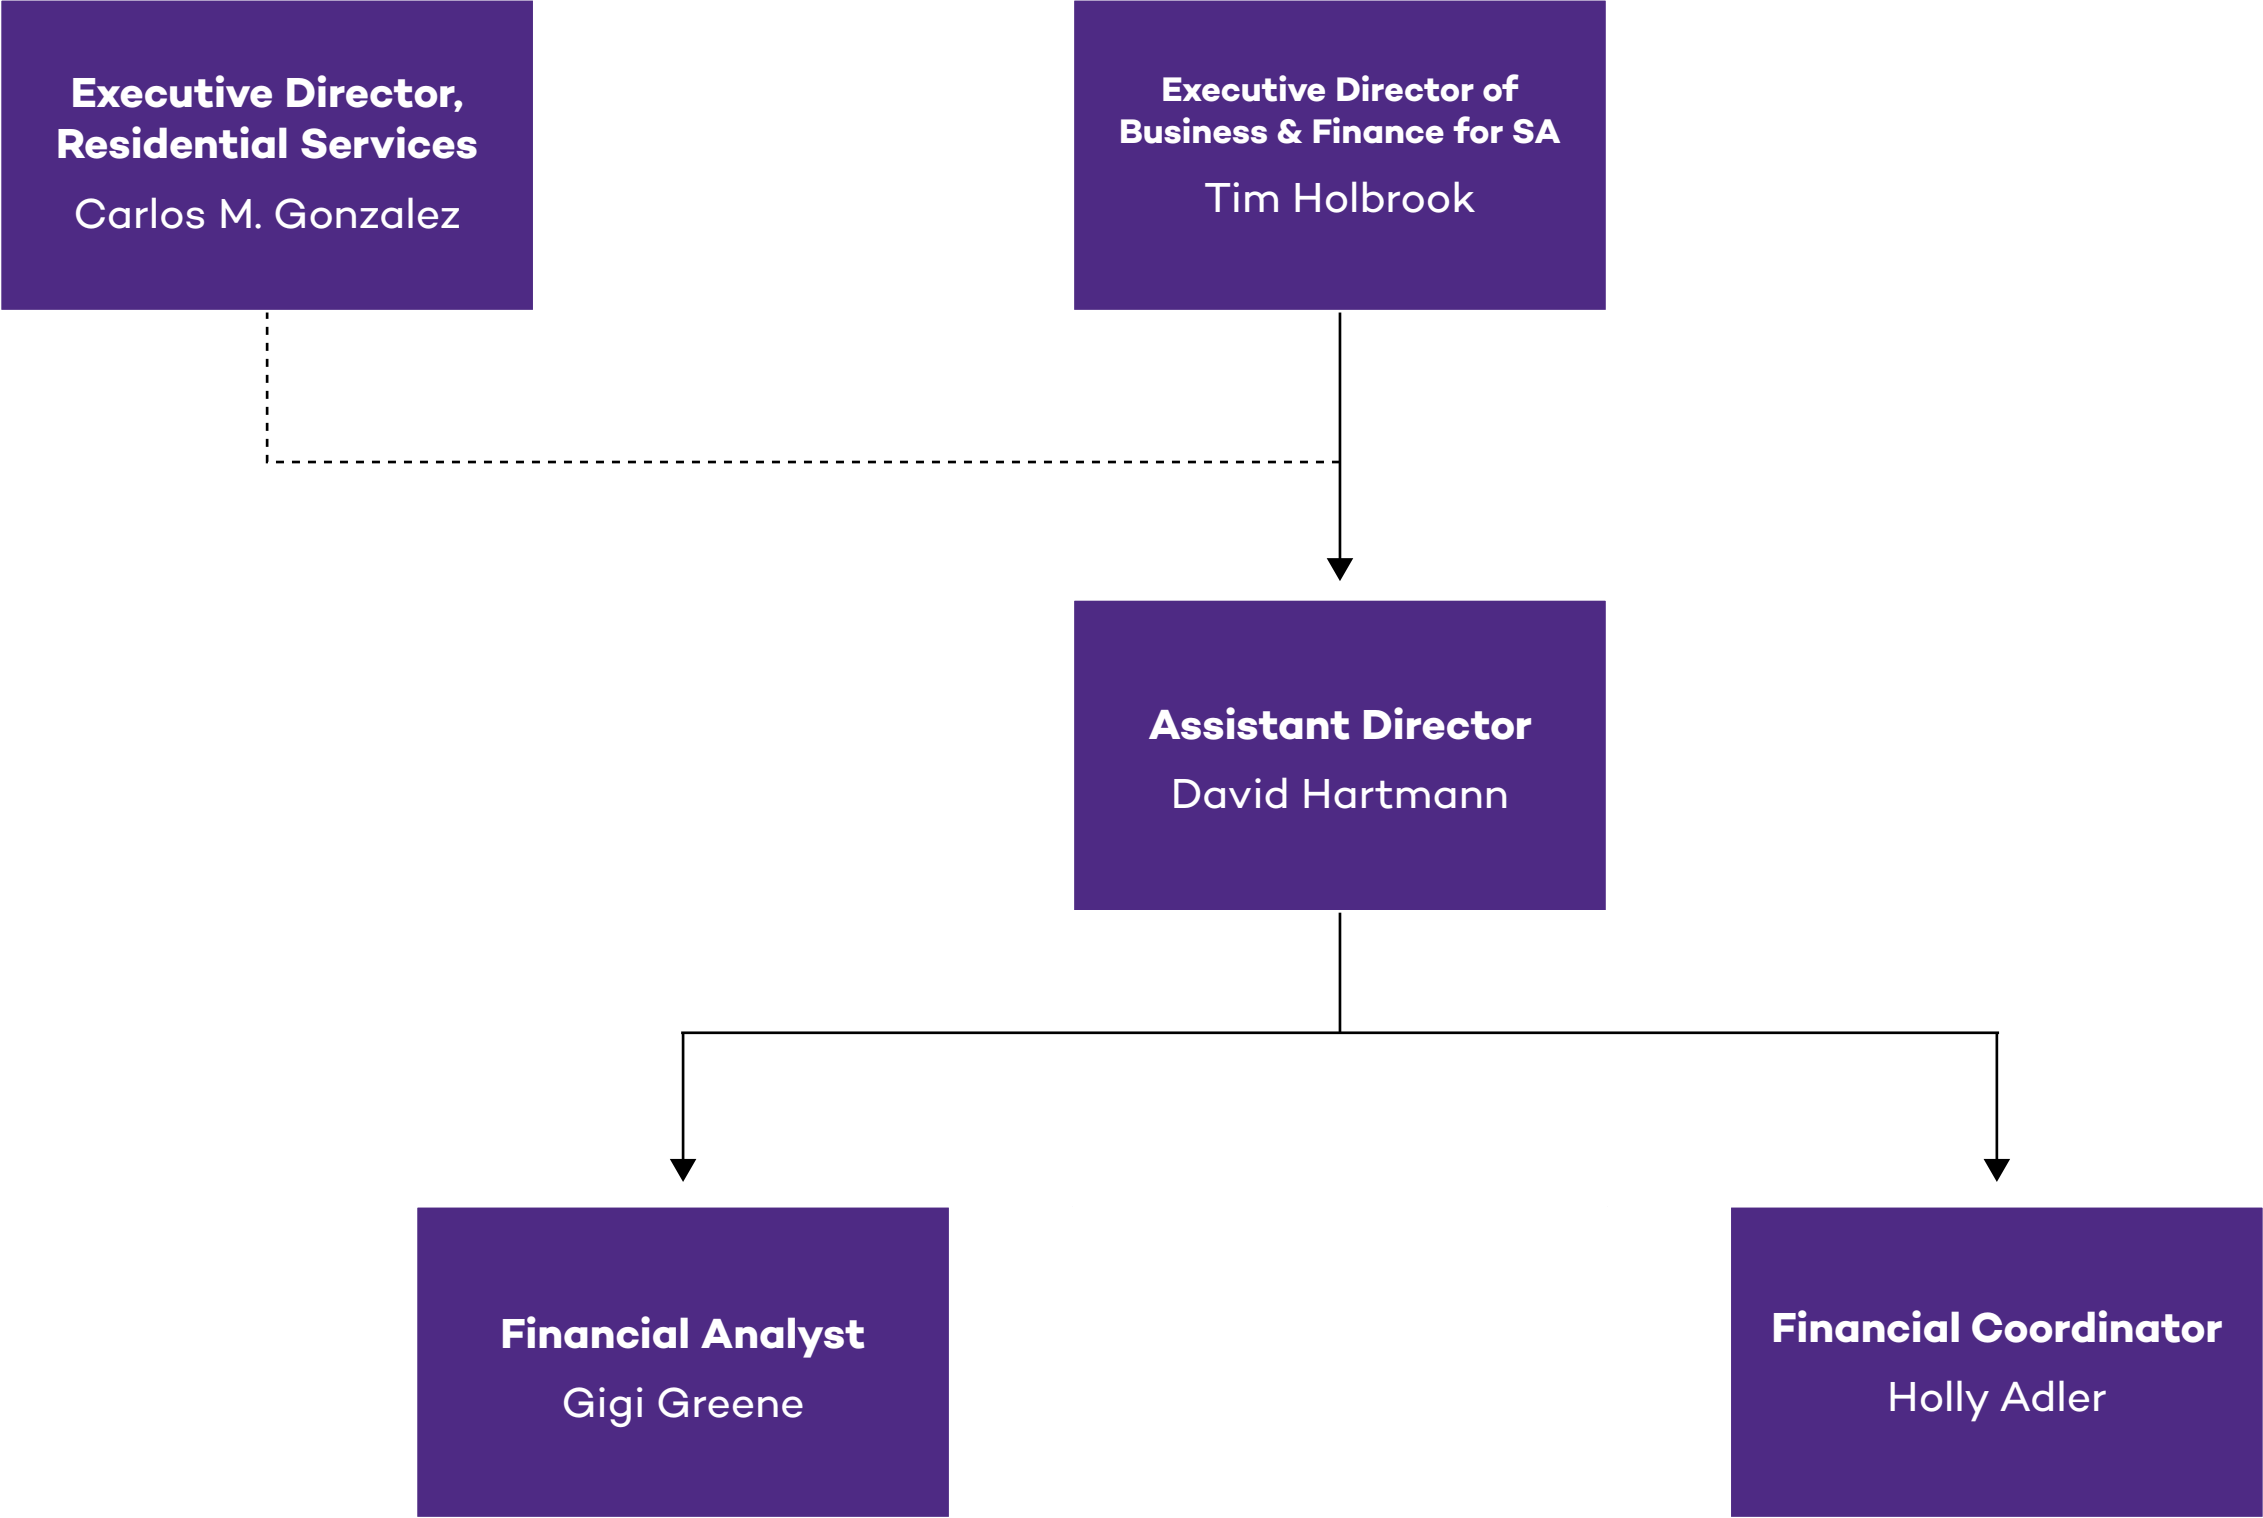 Executive Director,
Residential Services
Carlos M. Gonzalez
Executive Director of
Business & Finance for SA
Tim Holbrook
Assistant Director
David Hartmann
Financial Analyst
Gigi Greene
Financial Coordinator
Holly Adler